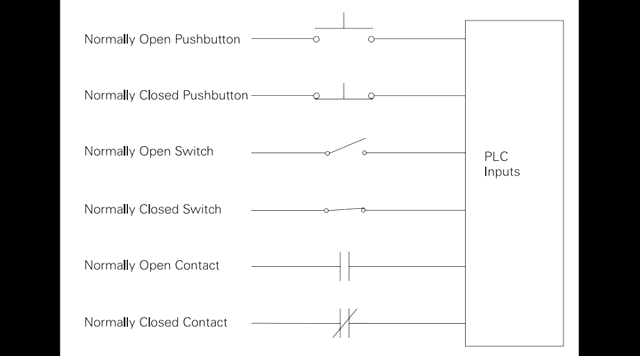 Normally Open Pushbutton
Normally Closed Pushbutton
Normally Open Switch
PLC
Inputs
Normally Closed Switch
Normally Open Contact
Normally Closed Contact